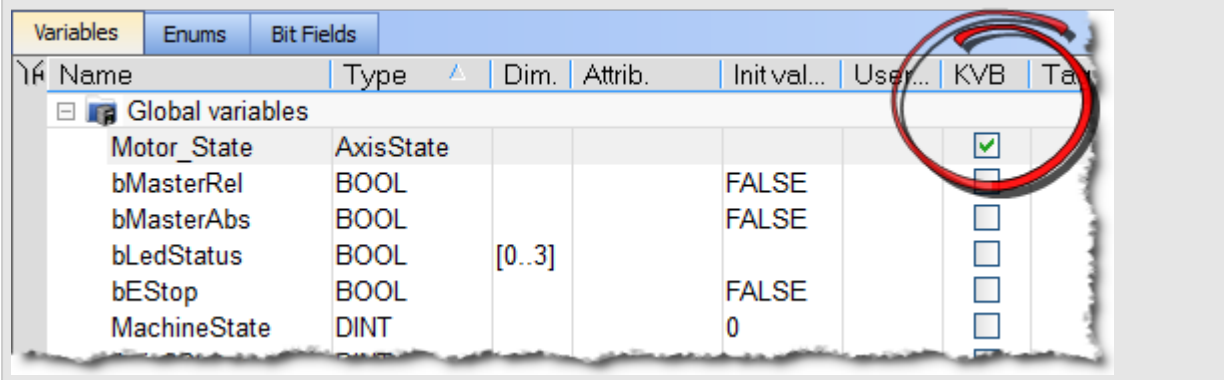 Variables Enums Bit Fields
Name Type Dim. Attrib. Init val... User... KVB
Global variables
Motor_State AxisState
bMasterRel BOOL FALSE
bMasterAbs BOOL FALSE
bLedStatus BOOL [0..3]
bEStop BOOL FALSE
MachineState DINT 0